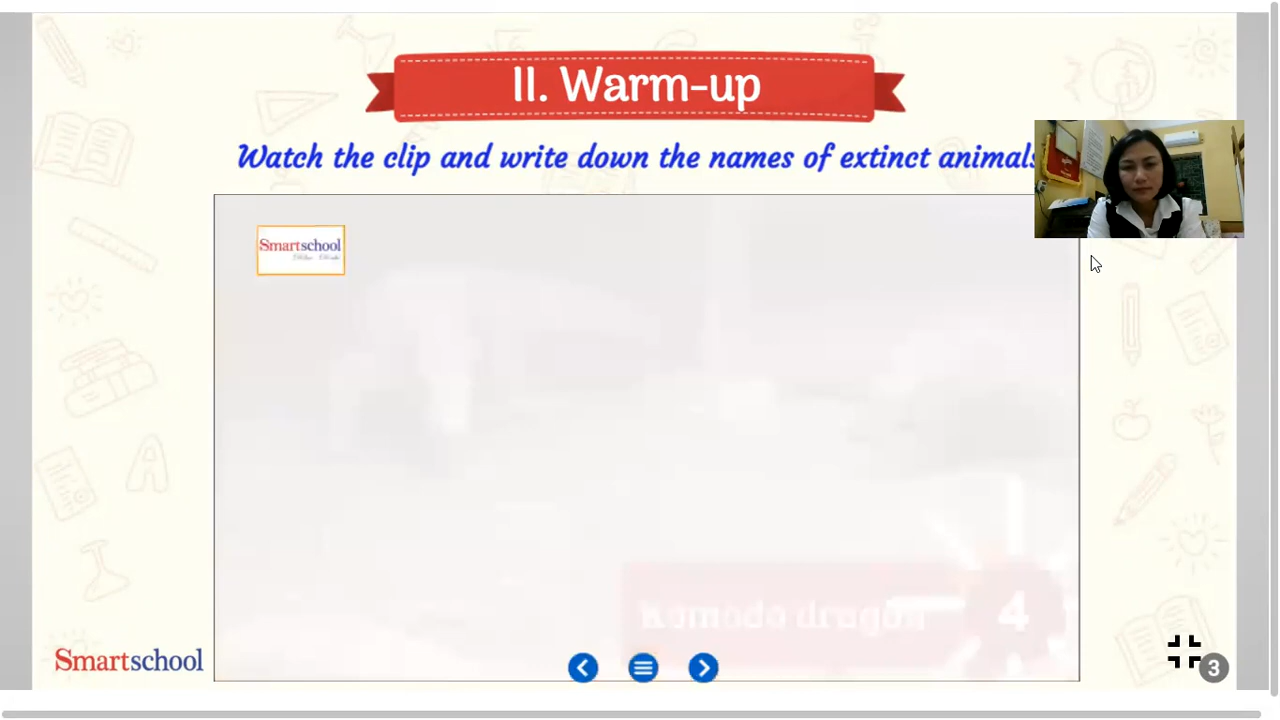 II. Warm-up
Watch the clip and write down the names of extinct animals
Smartschool
Komodo dragon
4
Smartschool
3